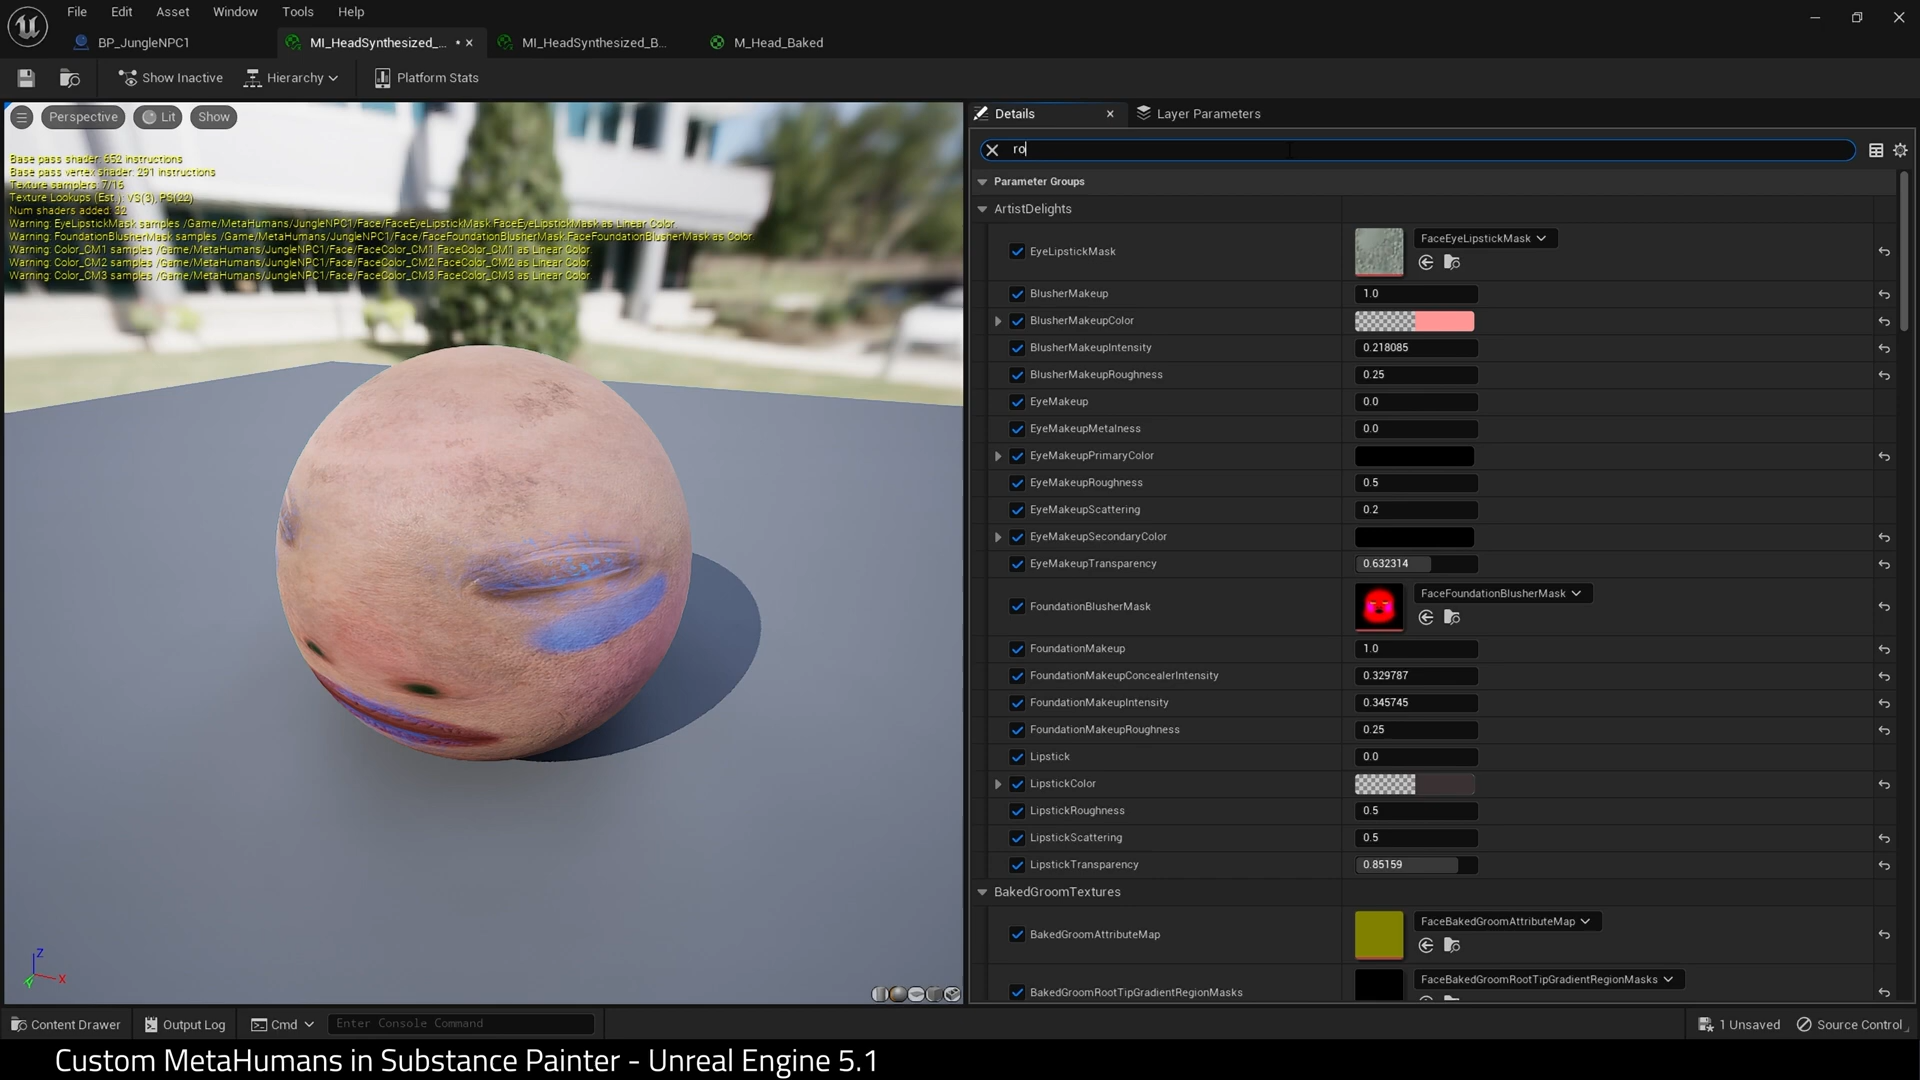 File Edit Asset Window Tools Help
BP_JungleNPC1
MI_HeadSynthesized_... •
MI_HeadSynthesized_B...
M_Head_Baked
Show Inactive
Hierarchy
Platform Stats
Perspective
Lit
Show
Base pass shader: 652 instructions
Base pass vertex shader: 291 instructions
Texture samplers: 7/16
Texture Lookups (Est.): VS(3), PS(22)
Num shaders added: 32
Warning: EyeLipstickMask samples /Game/MetaHumans/JungleNPC1/Face/FaceEyeLipstickMask.FaceEyeLipstickMask as Linear Color.
Warning: FoundationBlusherMask samples /Game/MetaHumans/JungleNPC1/Face/FaceFoundationBlusherMask.FaceFoundationBlusherMask as Color.
Warning: Color_CM1 samples /Game/MetaHumans/JungleNPC1/Face/FaceColor_CM1.FaceColor_CM1 as Linear Color.
Warning: Color_CM2 samples /Game/MetaHumans/JungleNPC1/Face/FaceColor_CM2.FaceColor_CM2 as Linear Color.
Warning: Color_CM3 samples /Game/MetaHumans/JungleNPC1/Face/FaceColor_CM3.FaceColor_CM3 as Linear Color.
Z
X
Y
Details
Layer Parameters
ro
Parameter Groups
ArtistDelights
EyeLipstickMask FaceEyeLipstickMask
BlusherMakeup 1.0
BlusherMakeupColor
BlusherMakeupIntensity 0.218085
BlusherMakeupRoughness 0.25
EyeMakeup 0.0
EyeMakeupMetalness 0.0
EyeMakeupPrimaryColor
EyeMakeupRoughness 0.5
EyeMakeupScattering 0.2
EyeMakeupSecondaryColor
EyeMakeupTransparency 0.632314
FoundationBlusherMask FaceFoundationBlusherMask
FoundationMakeup 1.0
FoundationMakeupConcealerIntensity 0.329787
FoundationMakeupIntensity 0.345745
FoundationMakeupRoughness 0.25
Lipstick 0.0
LipstickColor
LipstickRoughness 0.5
LipstickScattering 0.5
LipstickTransparency 0.85159
BakedGroomTextures
BakedGroomAttributeMap FaceBakedGroomAttributeMap
BakedGroomRootTipGradientRegionMasks FaceBakedGroomRootTipGradientRegionMasks
Content Drawer
Output Log
Cmd
Enter Console Command
1 Unsaved
Source Control
Custom MetaHumans in Substance Painter - Unreal Engine 5.1